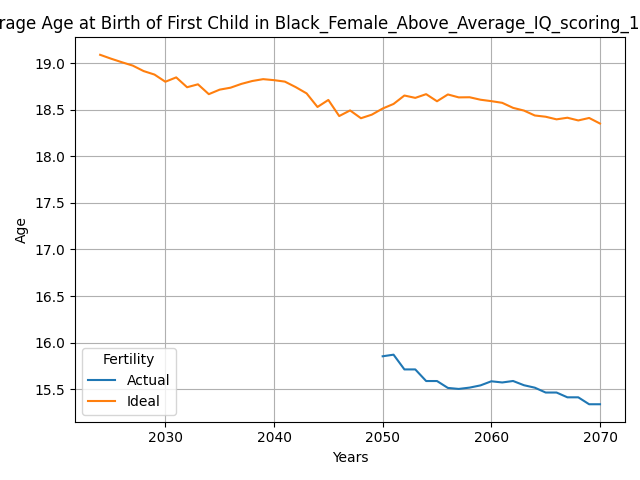 rage Age at Birth of First Child in Black_Female_Above_Average_IQ_scoring_1
19.0
18.5
18.0
17.5
17.0
16.5
16.0
15.5
Age
Fertility
Actual
Ideal
2030 2040 2050 2060 2070
Years